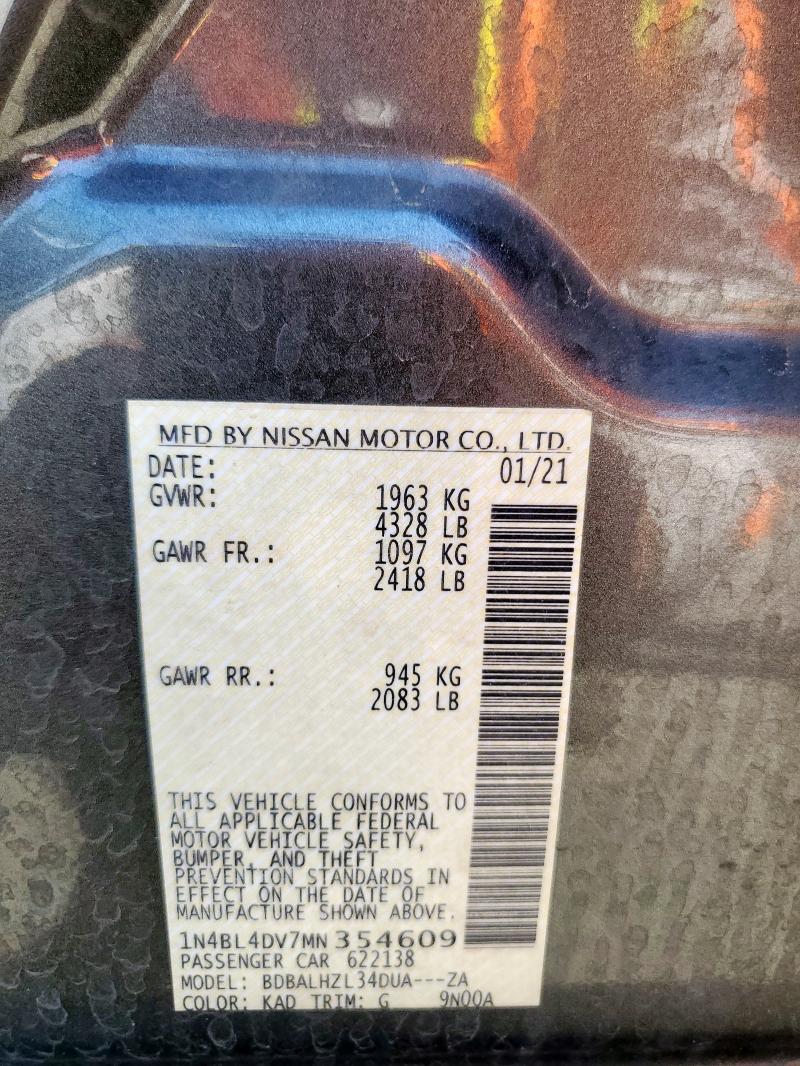 MFD BY NISSAN MOTOR CO., LTD.
DATE: 01/21
GVWR: 1963 KG
4328 LB
GAWR FR.: 1097 KG
2418 LB
GAWR RR.: 945 KG
2083 LB
THIS VEHICLE CONFORMS TO
ALL APPLICABLE FEDERAL
MOTOR VEHICLE SAFETY,
BUMPER, AND THEFT
PREVENTION STANDARDS IN
EFFECT ON THE DATE OF
MANUFACTURE SHOWN ABOVE.
1N4BL4DV7MN354609
PASSENGER CAR 622138
MODEL: BDBALHZL34DUA---ZA
COLOR: KAD TRIM: G 9N00A